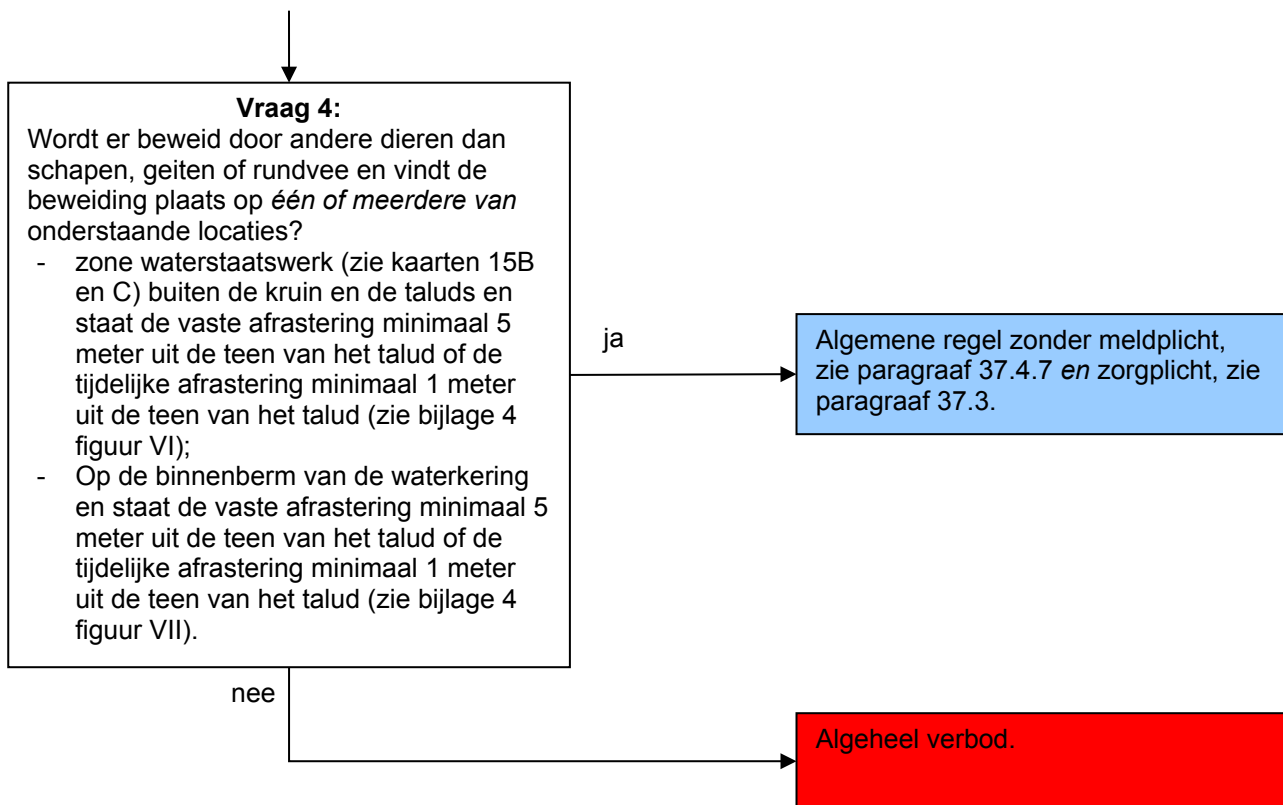 Vraag 4:
Wordt er beweid door andere dieren dan
schapen, geiten of rundvee en vindt de
beweiding plaats op één of meerdere van
onderstaande locaties?
- zone waterstaatswerk (zie kaarten 15B
en C) buiten de kruin en de taluds en
staat de vaste afrastering minimaal 5
meter uit de teen van het talud of de
tijdelijke afrastering minimaal 1 meter
uit de teen van het talud (zie bijlage 4
figuur VI);
- Op de binnenberm van de waterkering
en staat de vaste afrastering minimaal 5
meter uit de teen van het talud of de
tijdelijke afrastering minimaal 1 meter
uit de teen van het talud (zie bijlage 4
figuur VII).
ja
Algemene regel zonder meldplicht,
zie paragraaf 37.4.7 en zorgplicht, zie
paragraaf 37.3.
nee
Algeheel verbod.